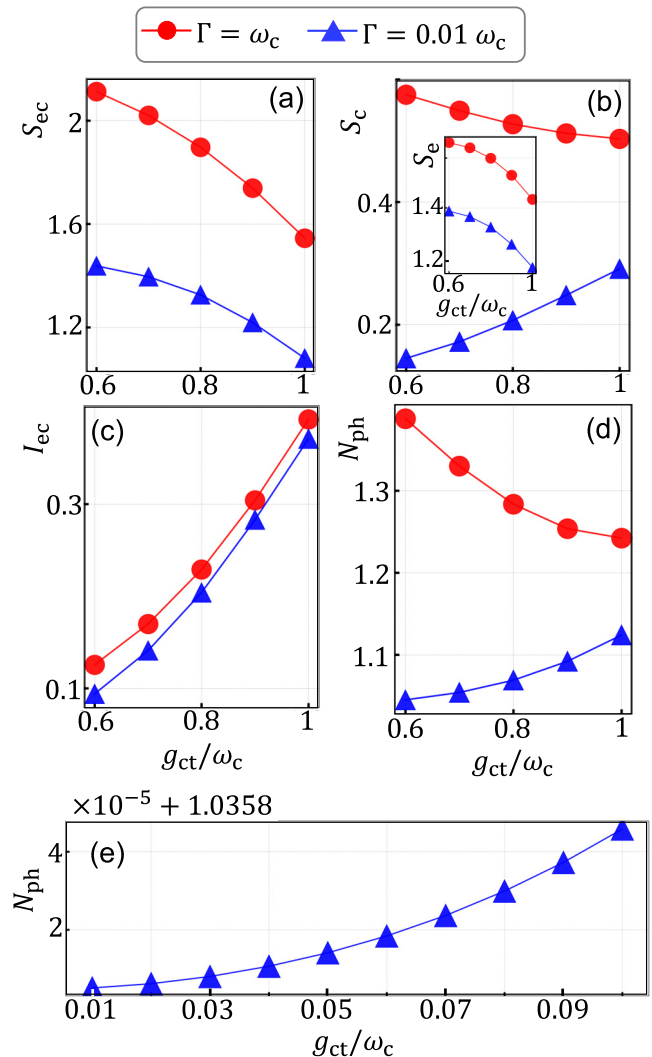 Γ = ω_c Γ = 0.01 ω_c
(a)
S_ec
2
1.6
1.2
0.6 0.8 1
(b)
S_c
0.4
0.2
0.6 0.8 1
S_e
1.4
1.2
0.6 1
g_ct/ω_c
(c)
I_ec
0.3
0.1
0.6 0.8 1
g_ct/ω_c
(d)
N_ph
1.3
1.2
1.1
0.6 0.8 1
g_ct/ω_c
×10⁻⁵ + 1.0358
(e)
N_ph
4
2
0.01 0.03 0.05 0.07 0.09
g_ct/ω_c